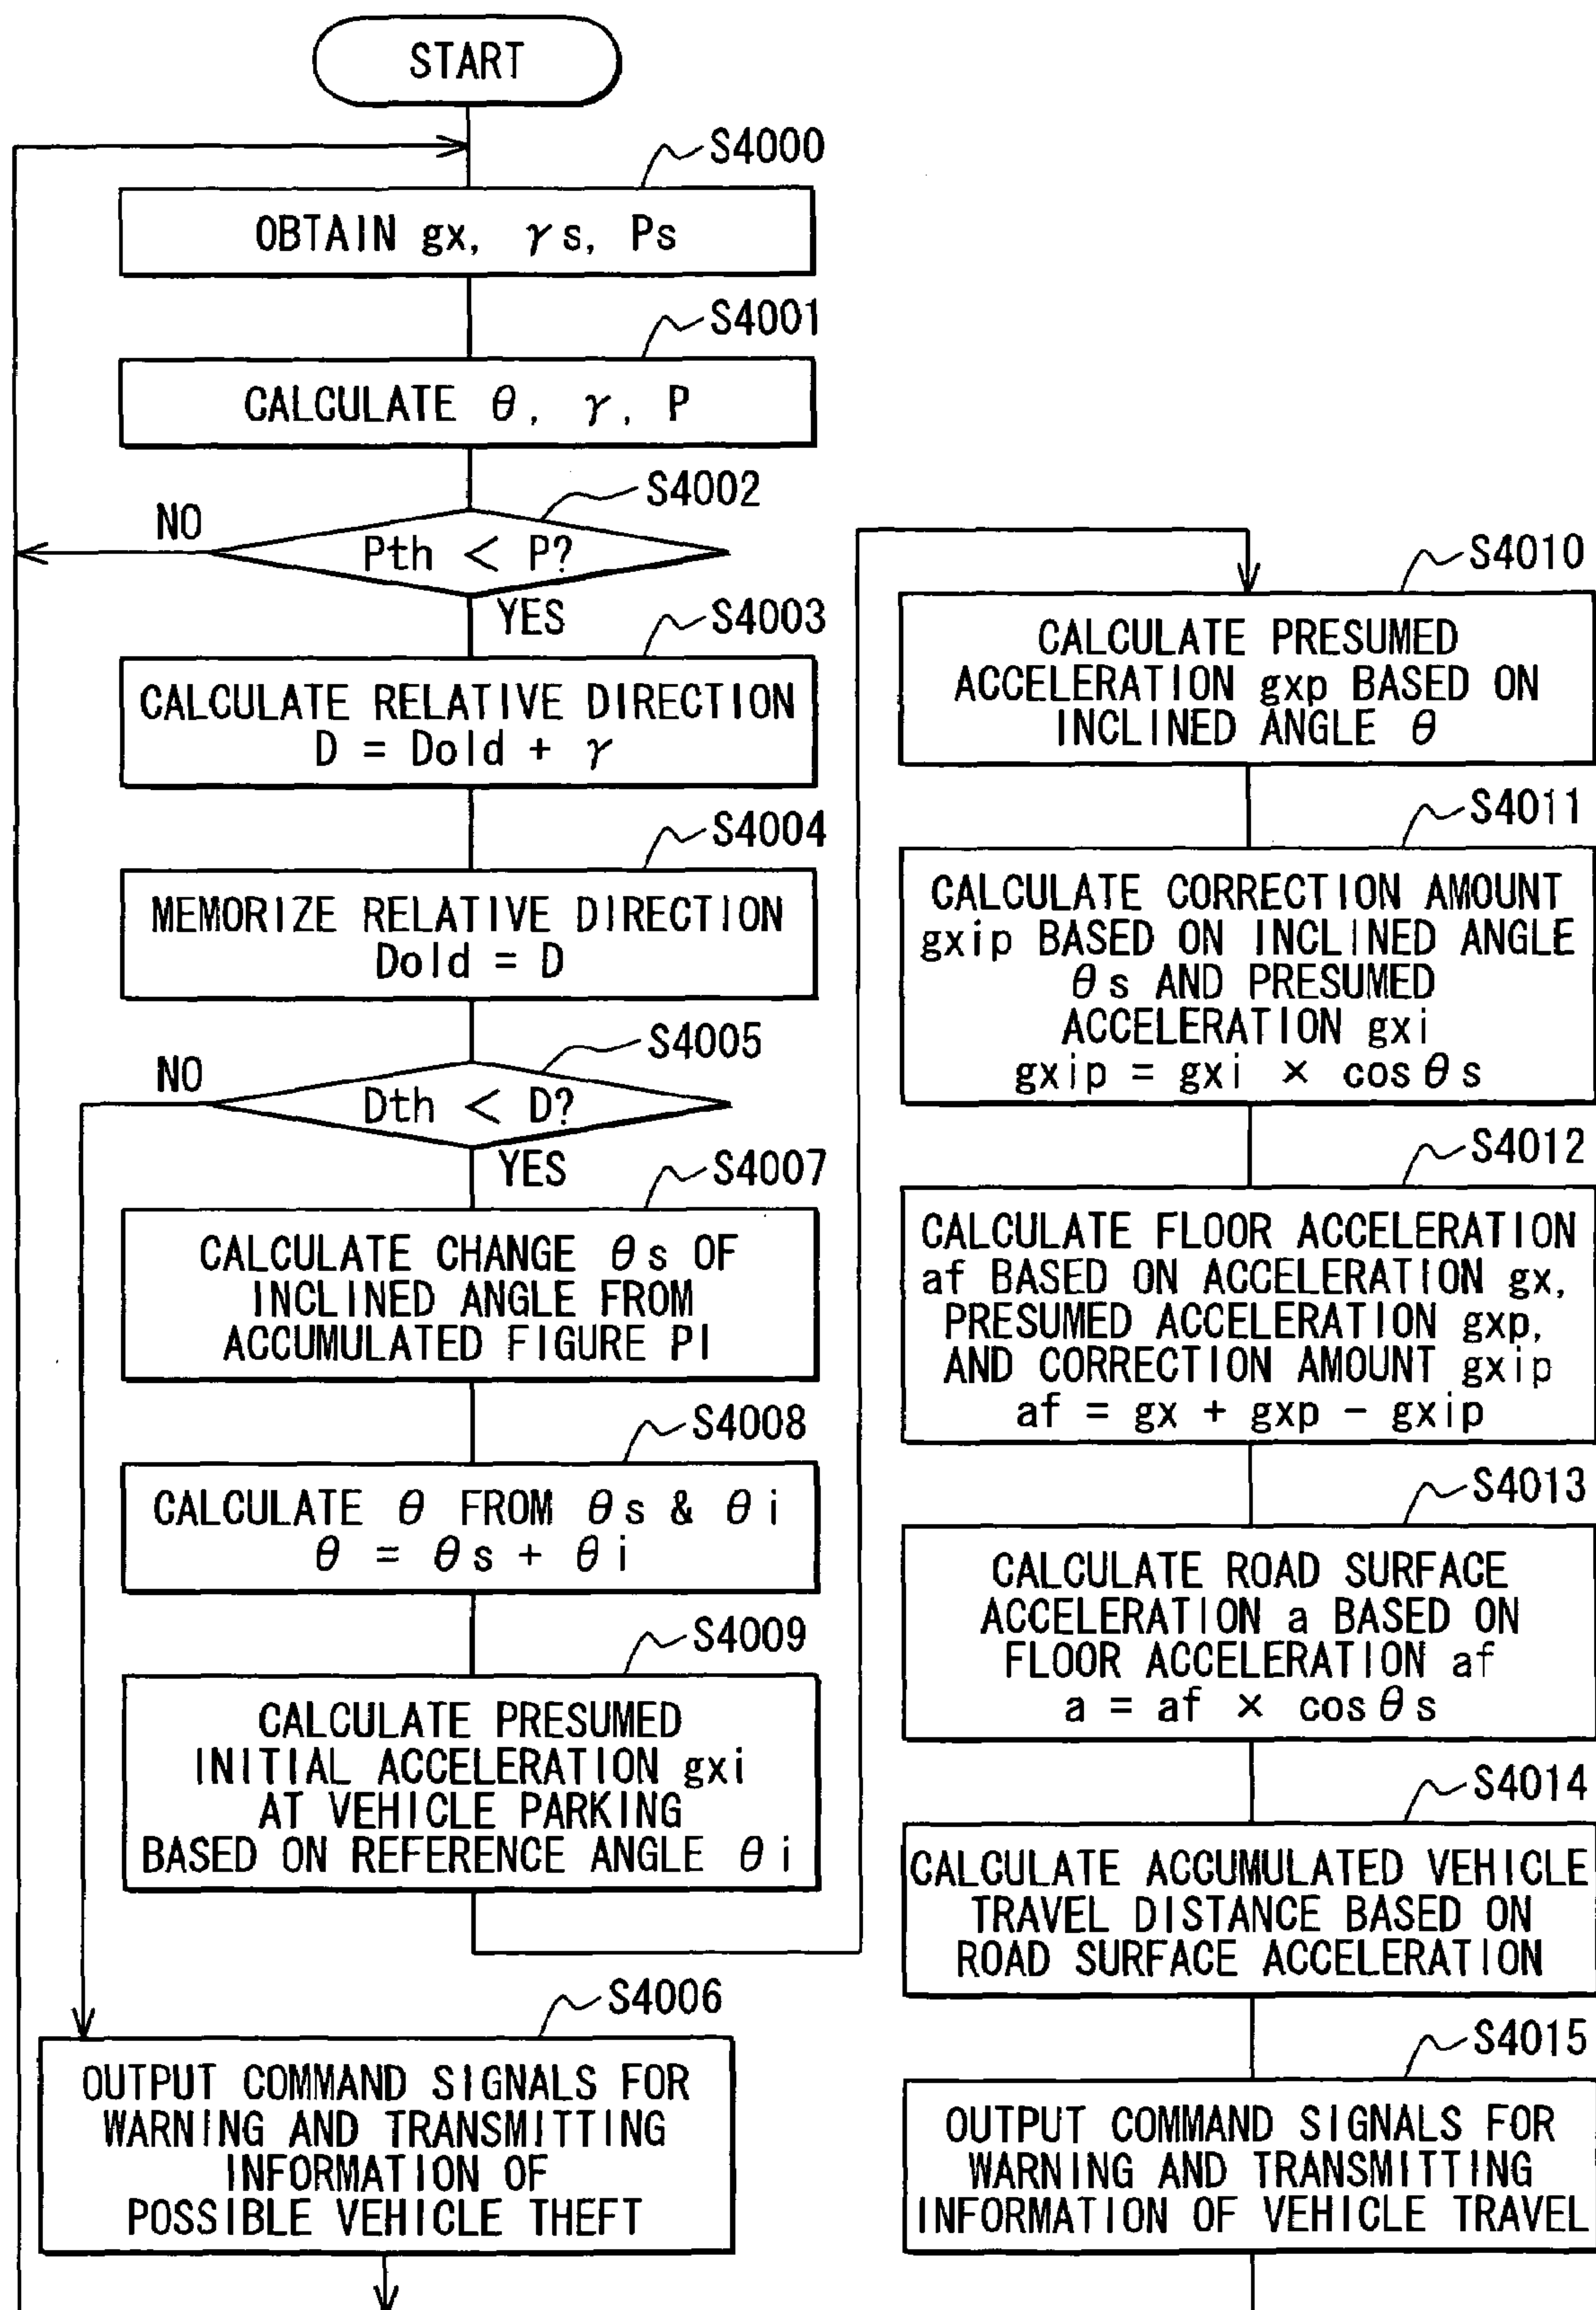 START
S4000
OBTAIN gx, γs, Ps
S4001
CALCULATE θ, γ, P
S4002
NO
Pth < P?
YES
S4003
CALCULATE RELATIVE DIRECTION
D = Dold + γ
S4004
MEMORIZE RELATIVE DIRECTION
Dold = D
S4005
NO
Dth < D?
YES
S4007
CALCULATE CHANGE θs OF
INCLINED ANGLE FROM
ACCUMULATED FIGURE PI
S4008
CALCULATE θ FROM θs & θi
θ = θs + θi
S4009
CALCULATE PRESUMED
INITIAL ACCELERATION gxi
AT VEHICLE PARKING
BASED ON REFERENCE ANGLE θi
S4006
OUTPUT COMMAND SIGNALS FOR
WARNING AND TRANSMITTING
INFORMATION OF
POSSIBLE VEHICLE THEFT
S4010
CALCULATE PRESUMED
ACCELERATION gxp BASED ON
INCLINED ANGLE θ
S4011
CALCULATE CORRECTION AMOUNT
gxip BASED ON INCLINED ANGLE
θs AND PRESUMED
ACCELERATION gxi
gxip = gxi × cosθs
S4012
CALCULATE FLOOR ACCELERATION
af BASED ON ACCELERATION gx,
PRESUMED ACCELERATION gxp,
AND CORRECTION AMOUNT gxip
af = gx + gxp - gxip
S4013
CALCULATE ROAD SURFACE
ACCELERATION a BASED ON
FLOOR ACCELERATION af
a = af × cosθs
S4014
CALCULATE ACCUMULATED VEHICLE
TRAVEL DISTANCE BASED ON
ROAD SURFACE ACCELERATION
S4015
OUTPUT COMMAND SIGNALS FOR
WARNING AND TRANSMITTING
INFORMATION OF VEHICLE TRAVEL